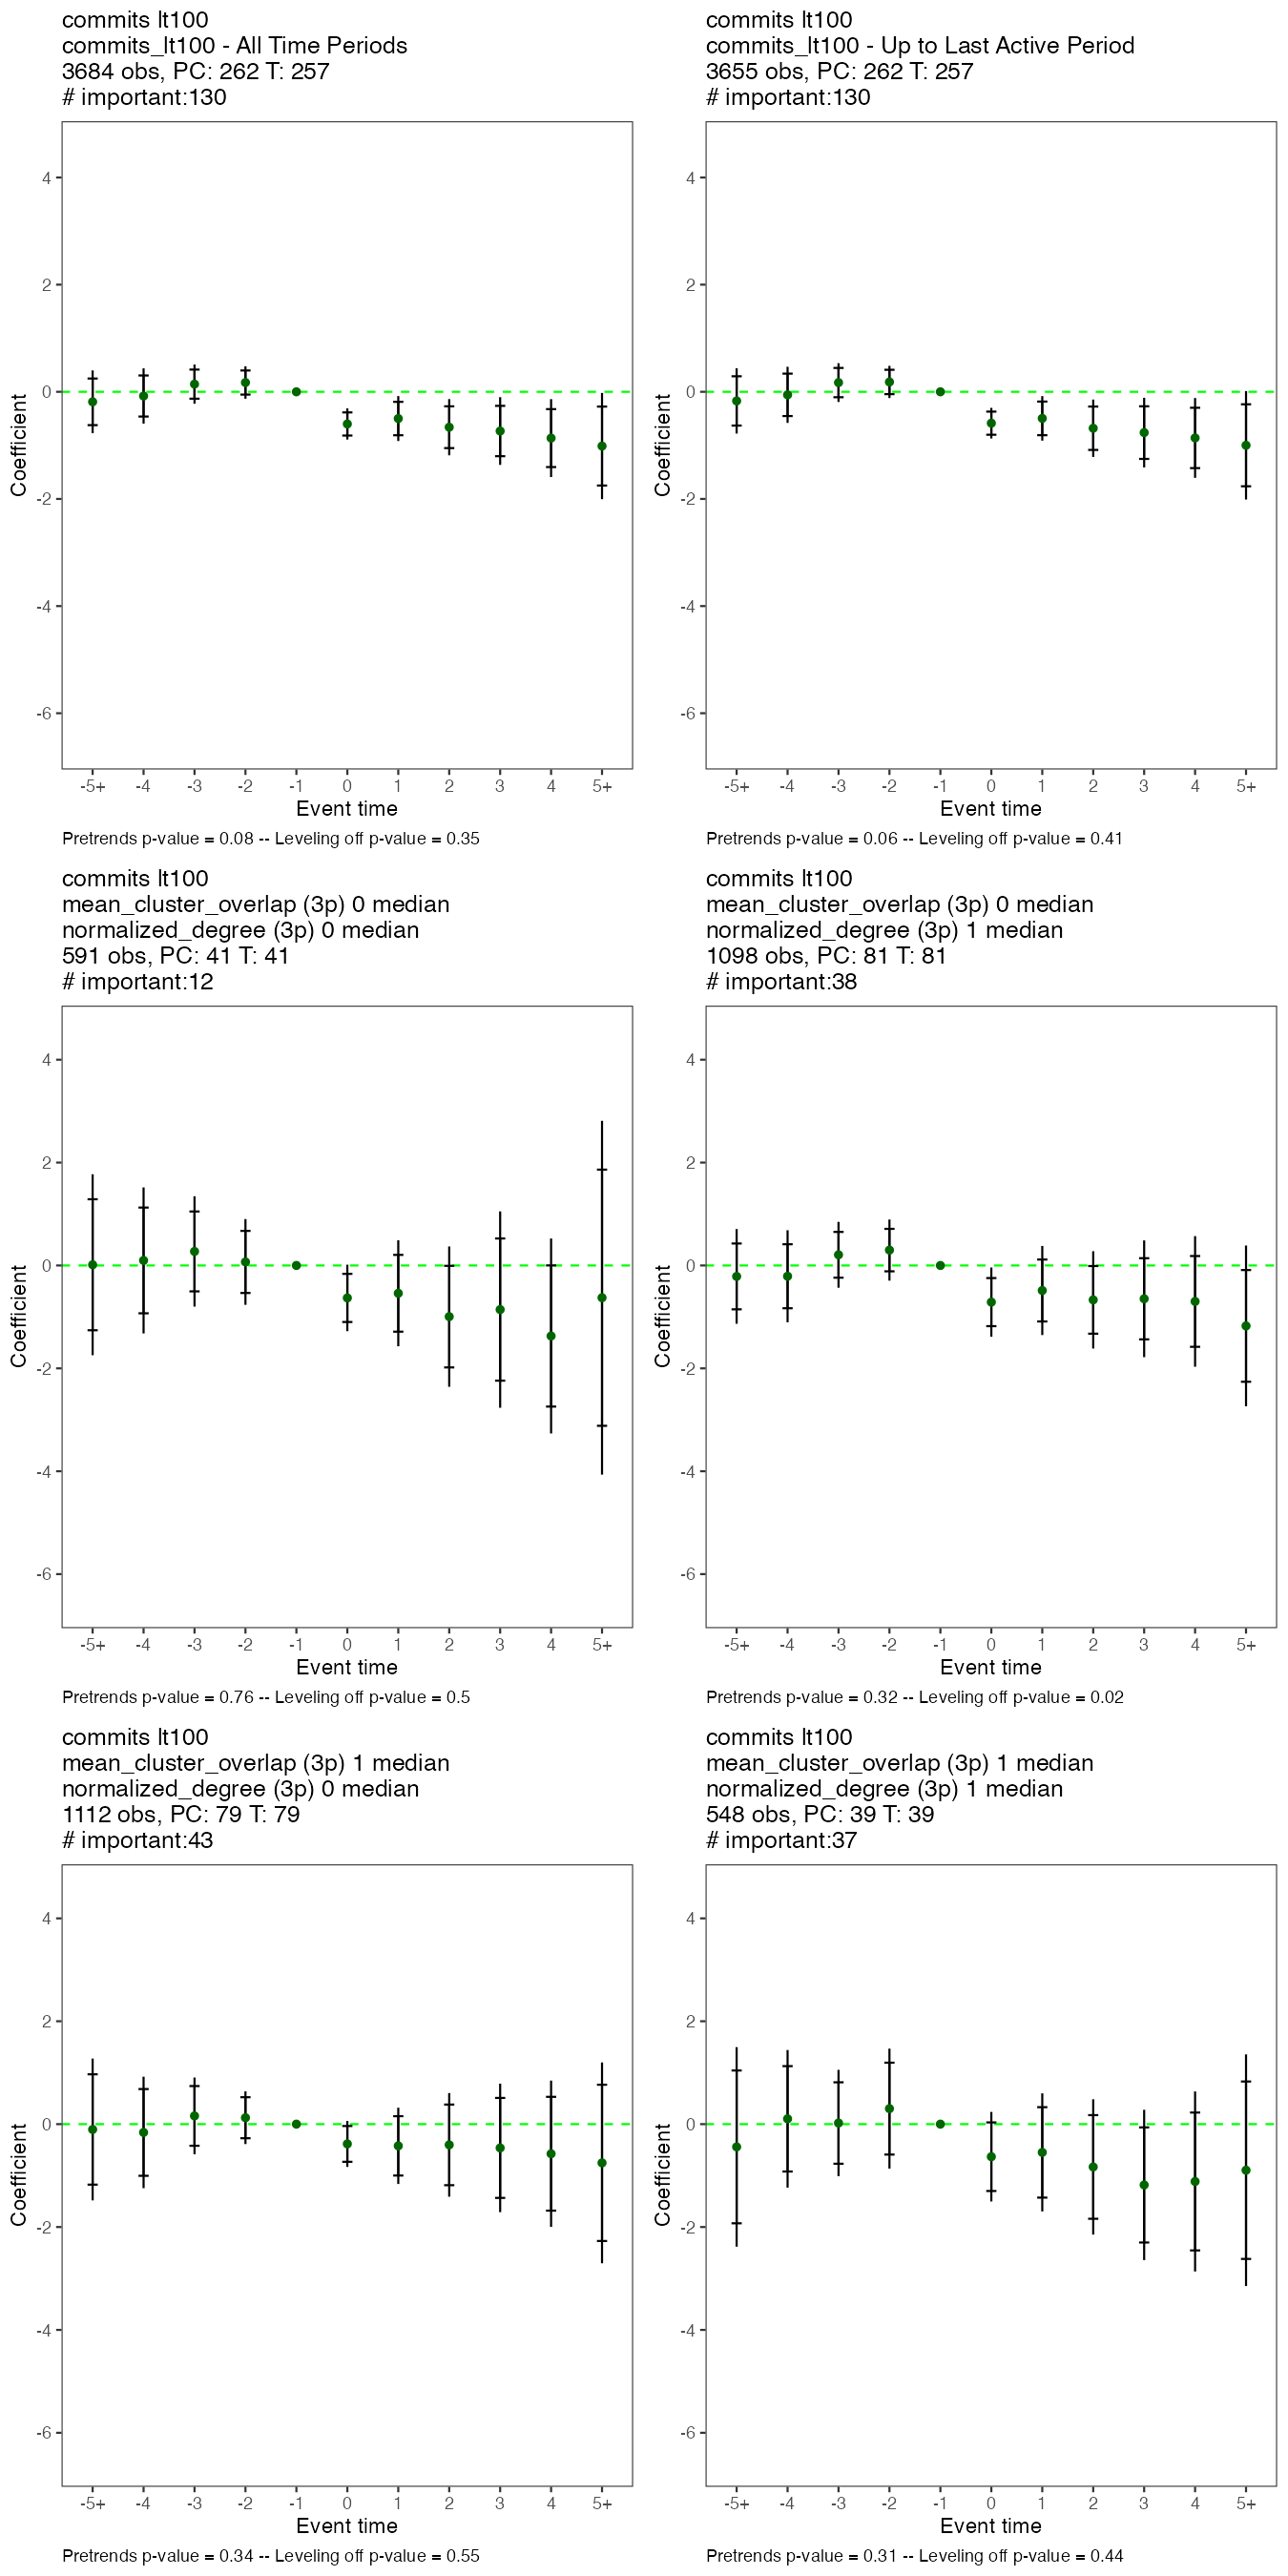 commits lt100
commits_lt100 - All Time Periods
3684 obs, PC: 262 T: 257
# important:130
4
2
0
-2
-4
-6
Coefficient
-5+ -4 -3 -2 -1 0 1 2 3 4 5+
Event time
Pretrends p-value = 0.08 -- Leveling off p-value = 0.35
commits lt100
commits_lt100 - Up to Last Active Period
3655 obs, PC: 262 T: 257
# important:130
4
2
0
-2
-4
-6
Coefficient
-5+ -4 -3 -2 -1 0 1 2 3 4 5+
Event time
Pretrends p-value = 0.06 -- Leveling off p-value = 0.41
commits lt100
mean_cluster_overlap (3p) 0 median
normalized_degree (3p) 0 median
591 obs, PC: 41 T: 41
# important:12
4
2
0
-2
-4
-6
Coefficient
-5+ -4 -3 -2 -1 0 1 2 3 4 5+
Event time
Pretrends p-value = 0.76 -- Leveling off p-value = 0.5
commits lt100
mean_cluster_overlap (3p) 0 median
normalized_degree (3p) 1 median
1098 obs, PC: 81 T: 81
# important:38
4
2
0
-2
-4
-6
Coefficient
-5+ -4 -3 -2 -1 0 1 2 3 4 5+
Event time
Pretrends p-value = 0.32 -- Leveling off p-value = 0.02
commits lt100
mean_cluster_overlap (3p) 1 median
normalized_degree (3p) 0 median
1112 obs, PC: 79 T: 79
# important:43
4
2
0
-2
-4
-6
Coefficient
-5+ -4 -3 -2 -1 0 1 2 3 4 5+
Event time
Pretrends p-value = 0.34 -- Leveling off p-value = 0.55
commits lt100
mean_cluster_overlap (3p) 1 median
normalized_degree (3p) 1 median
548 obs, PC: 39 T: 39
# important:37
4
2
0
-2
-4
-6
Coefficient
-5+ -4 -3 -2 -1 0 1 2 3 4 5+
Event time
Pretrends p-value = 0.31 -- Leveling off p-value = 0.44